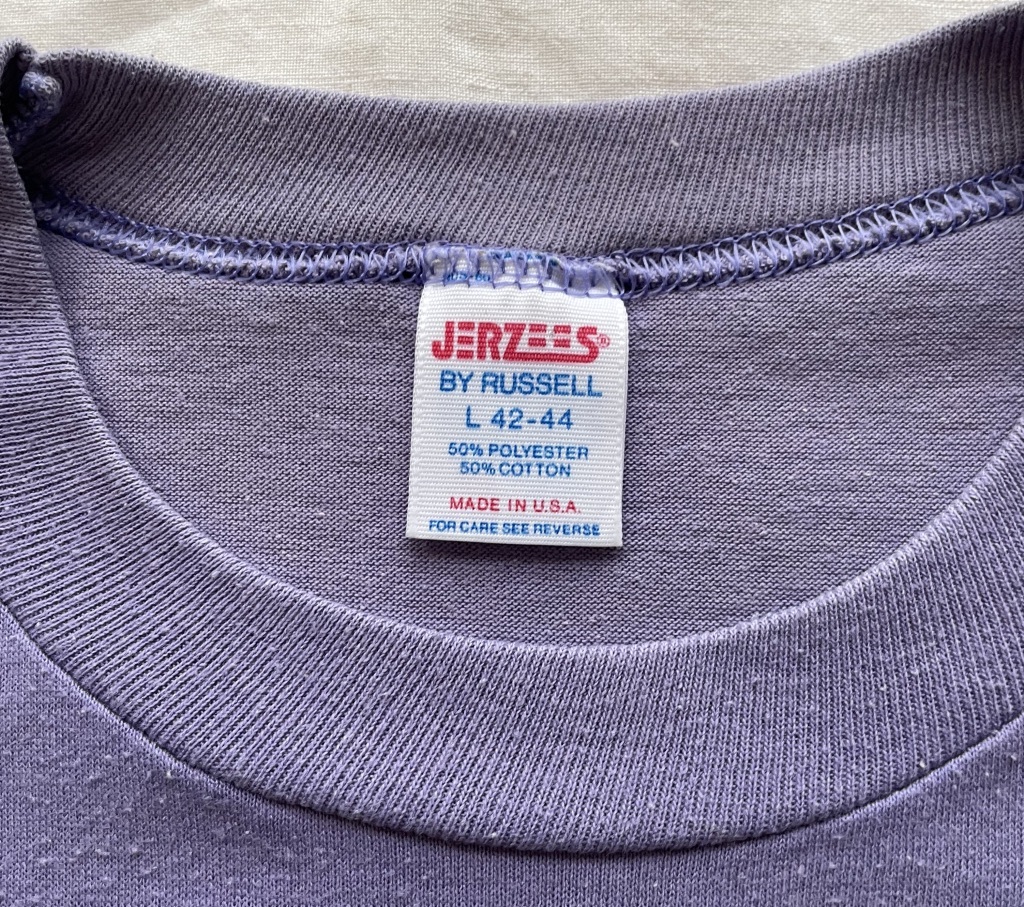 JERZEES®
BY RUSSELL
L 42-44
50% POLYESTER
50% COTTON
MADE IN U.S.A.
FOR CARE SEE REVERSE